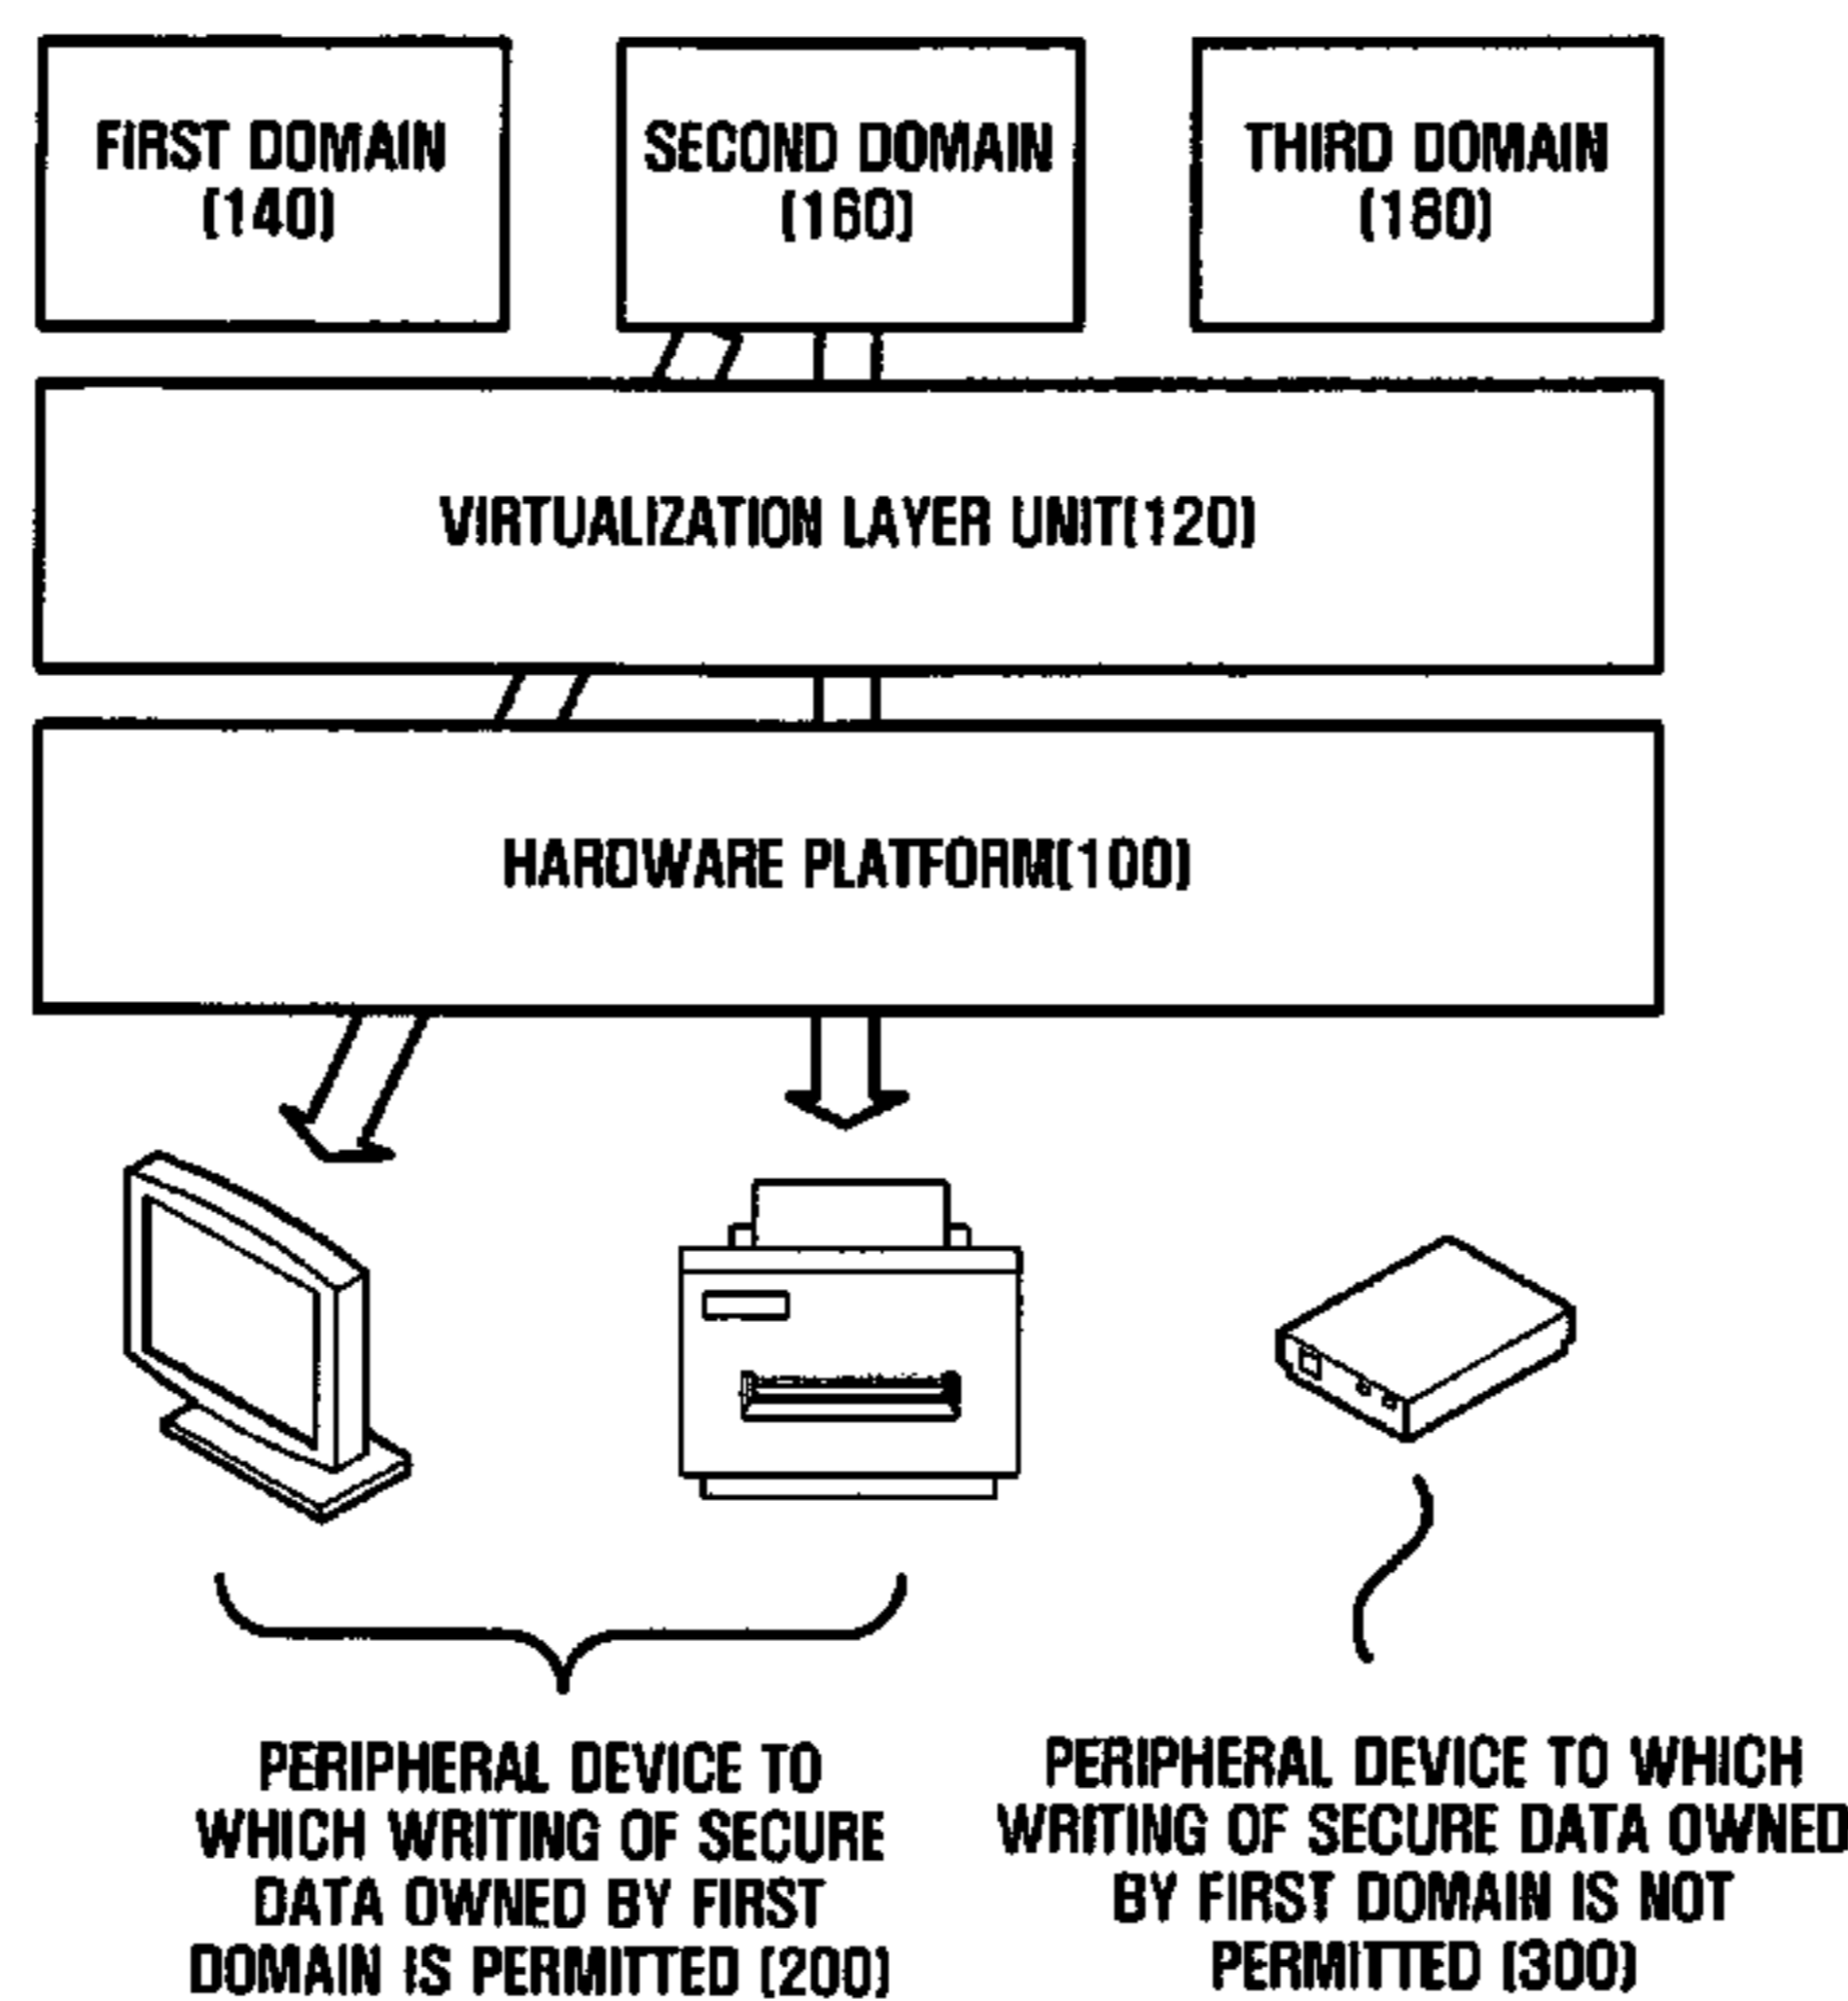 FIRST DOMAIN
(140)
SECOND DOMAIN
(160)
THIRD DOMAIN
(180)
VIRTUALIZATION LAYER UNIT(120)
HARDWARE PLATFORM(100)
PERIPHERAL DEVICE TO
WHICH WRITING OF SECURE
DATA OWNED BY FIRST
DOMAIN IS PERMITTED (200)
PERIPHERAL DEVICE TO WHICH
WRITING OF SECURE DATA OWNED
BY FIRST DOMAIN IS NOT
PERMITTED (300)